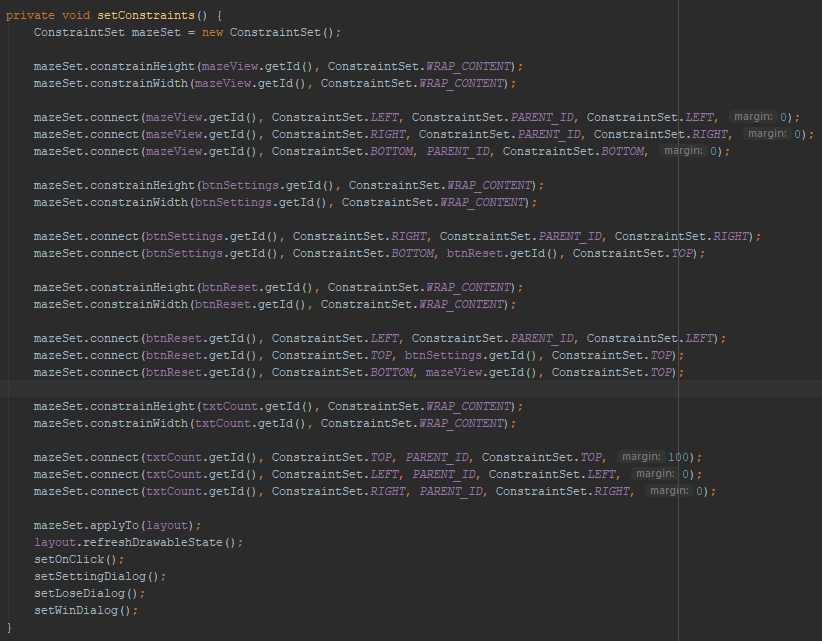 private void setConstraints() {
    ConstraintSet mazeSet = new ConstraintSet();

    mazeSet.constrainHeight(mazeView.getId(), ConstraintSet.WRAP_CONTENT);
    mazeSet.constrainWidth(mazeView.getId(), ConstraintSet.WRAP_CONTENT);

    mazeSet.connect(mazeView.getId(), ConstraintSet.LEFT, ConstraintSet.PARENT_ID, ConstraintSet.LEFT, margin: 0);
    mazeSet.connect(mazeView.getId(), ConstraintSet.RIGHT, ConstraintSet.PARENT_ID, ConstraintSet.RIGHT, margin: 0);
    mazeSet.connect(mazeView.getId(), ConstraintSet.BOTTOM, PARENT_ID, ConstraintSet.BOTTOM, margin: 0);

    mazeSet.constrainHeight(btnSettings.getId(), ConstraintSet.WRAP_CONTENT);
    mazeSet.constrainWidth(btnSettings.getId(), ConstraintSet.WRAP_CONTENT);

    mazeSet.connect(btnSettings.getId(), ConstraintSet.RIGHT, ConstraintSet.PARENT_ID, ConstraintSet.RIGHT);
    mazeSet.connect(btnSettings.getId(), ConstraintSet.BOTTOM, btnReset.getId(), ConstraintSet.TOP);

    mazeSet.constrainHeight(btnReset.getId(), ConstraintSet.WRAP_CONTENT);
    mazeSet.constrainWidth(btnReset.getId(), ConstraintSet.WRAP_CONTENT);

    mazeSet.connect(btnReset.getId(), ConstraintSet.LEFT, ConstraintSet.PARENT_ID, ConstraintSet.LEFT);
    mazeSet.connect(btnReset.getId(), ConstraintSet.TOP, btnSettings.getId(), ConstraintSet.TOP);
    mazeSet.connect(btnReset.getId(), ConstraintSet.BOTTOM, mazeView.getId(), ConstraintSet.TOP);

    mazeSet.constrainHeight(txtCount.getId(), ConstraintSet.WRAP_CONTENT);
    mazeSet.constrainWidth(txtCount.getId(), ConstraintSet.WRAP_CONTENT);

    mazeSet.connect(txtCount.getId(), ConstraintSet.TOP, PARENT_ID, ConstraintSet.TOP, margin: 100);
    mazeSet.connect(txtCount.getId(), ConstraintSet.LEFT, PARENT_ID, ConstraintSet.LEFT, margin: 0);
    mazeSet.connect(txtCount.getId(), ConstraintSet.RIGHT, PARENT_ID, ConstraintSet.RIGHT, margin: 0);

    mazeSet.applyTo(layout);
    layout.refreshDrawableState();
    setOnClick();
    setSettingDialog();
    setLoseDialog();
    setWinDialog();
}